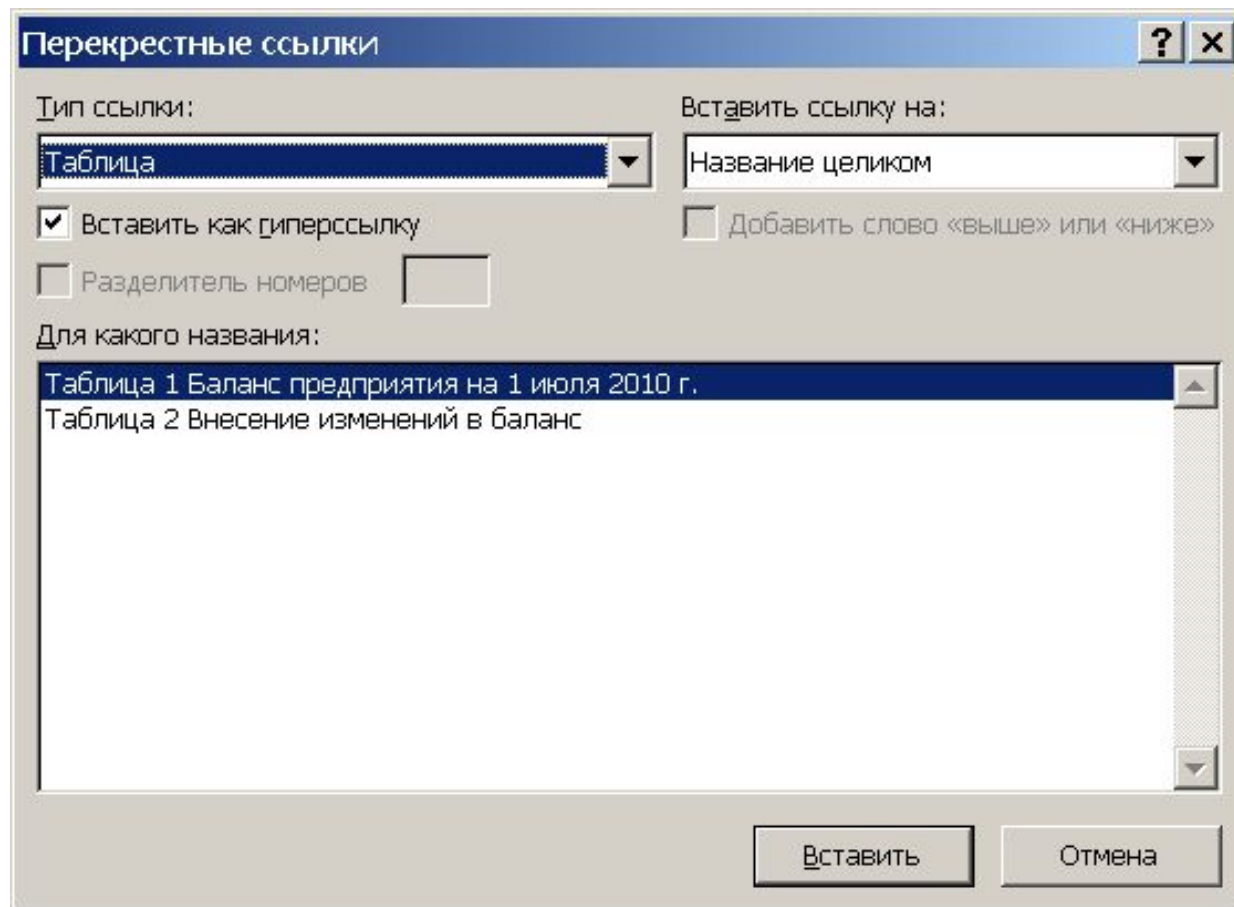 Перекрестные ссылки
Тип ссылки:
Вставить ссылку на:
Таблица
Название целиком
Вставить как гиперссылку
Добавить слово «выше» или «ниже»
Разделитель номеров
Для какого названия:
Таблица 1 Баланс предприятия на 1 июля 2010 г.
Таблица 2 Внесение изменений в баланс
Вставить
Отмена